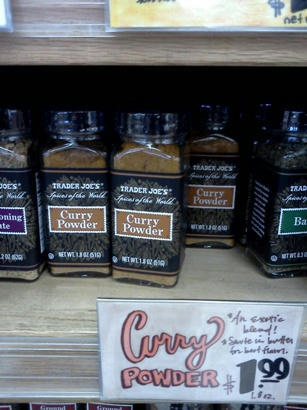 TRADER JOE'S
Spices of the World
Curry
Powder
NET WT. 1.8 OZ (51G)
TRADER JOE'S
Spices of the World
Curry
Powder
NET WT. 1.8 OZ (51G)
TRADER JOE'S
Spices of the World
Curry
Powder
Curry
POWDER
*An exotic
blend!
*Saute in butter
for best flavor.
$1.99
1.8 oz.
Ground
Ground